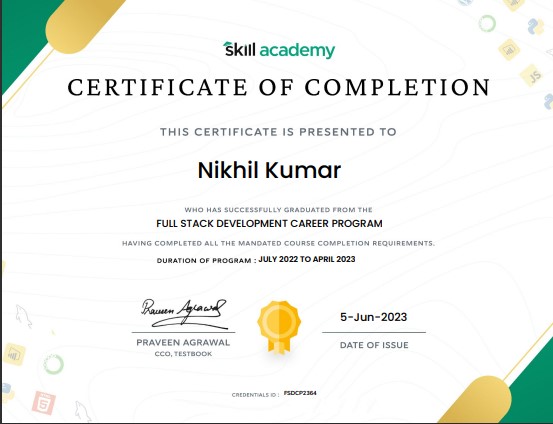 skill academy
CERTIFICATE OF COMPLETION
THIS CERTIFICATE IS PRESENTED TO
Nikhil Kumar
WHO HAS SUCCESSFULLY GRADUATED FROM THE
FULL STACK DEVELOPMENT CAREER PROGRAM
HAVING COMPLETED ALL THE MANDATED COURSE COMPLETION REQUIREMENTS.
DURATION OF PROGRAM : JULY 2022 TO APRIL 2023
Praveen Agrawal
PRAVEEN AGRAWAL
CCO, TESTBOOK
5-Jun-2023
DATE OF ISSUE
CREDENTIALS ID : FSDCP2364
JS
5